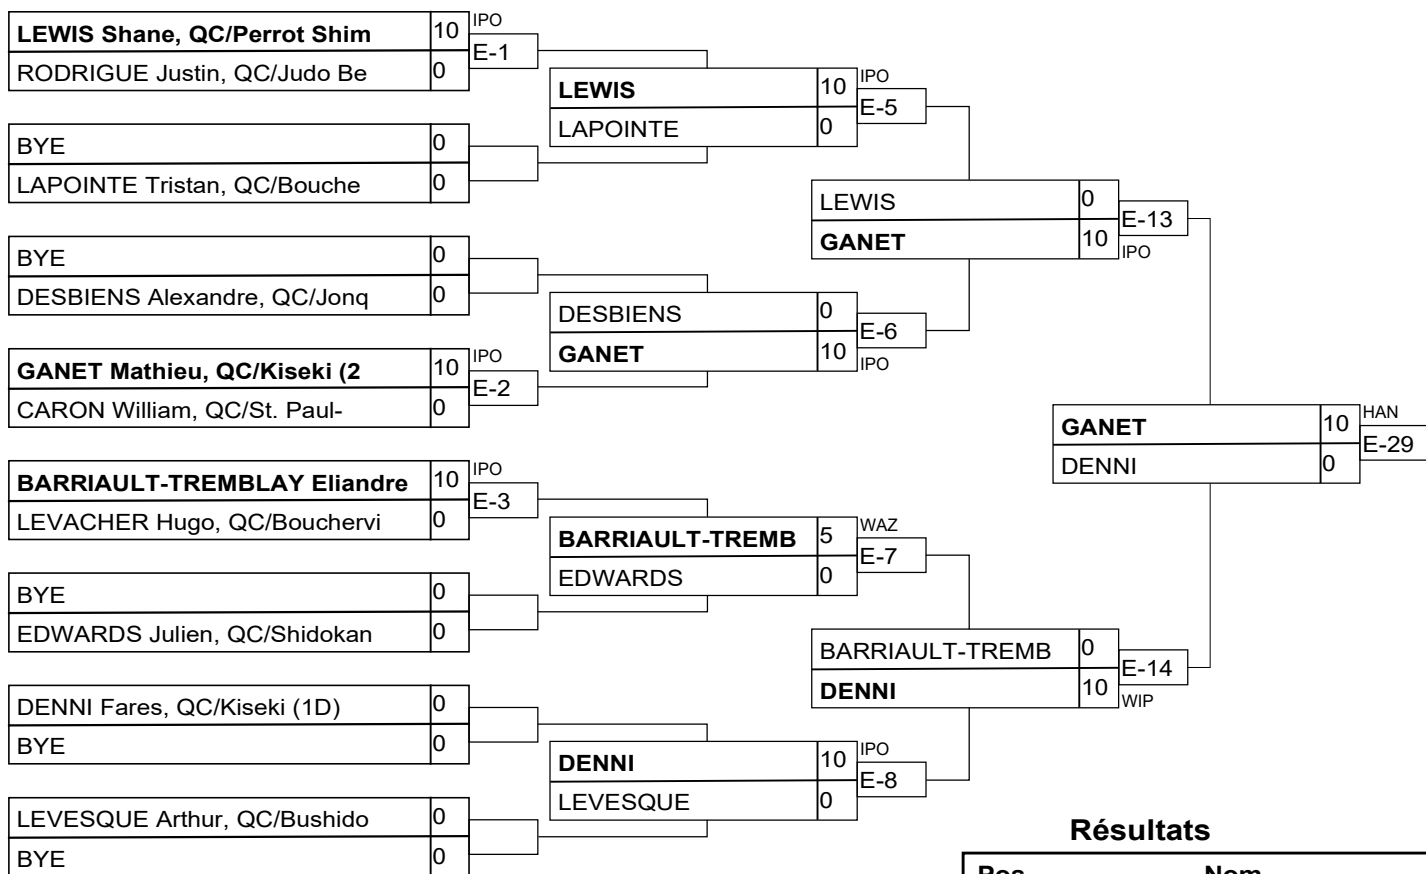 LEWIS Shane, QC/Perrot Shim 10 IPO
E-1
RODRIGUE Justin, QC/Judo Be 0
BYE 0
LAPOINTE Tristan, QC/Bouche 0
BYE 0
DESBIENS Alexandre, QC/Jonq 0
GANET Mathieu, QC/Kiseki (2 10 IPO
E-2
CARON William, QC/St. Paul- 0
BARRIAULT-TREMBLAY Eliandre 10 IPO
E-3
LEVACHER Hugo, QC/Bouchervi 0
BYE 0
EDWARDS Julien, QC/Shidokan 0
DENNI Fares, QC/Kiseki (1D) 0
BYE 0
LEVESQUE Arthur, QC/Bushido 0
BYE 0
LEWIS 10 IPO
E-5
LAPOINTE 0
DESBIENS 0
E-6
GANET 10 IPO
BARRIAULT-TREMB 5 WAZ
E-7
EDWARDS 0
DENNI 10 IPO
E-8
LEVESQUE 0
LEWIS 0
E-13
GANET 10 IPO
BARRIAULT-TREMB 0
E-14
DENNI 10 WIP
GANET 10 HAN
E-29
DENNI 0
Résultats
Pos Nom